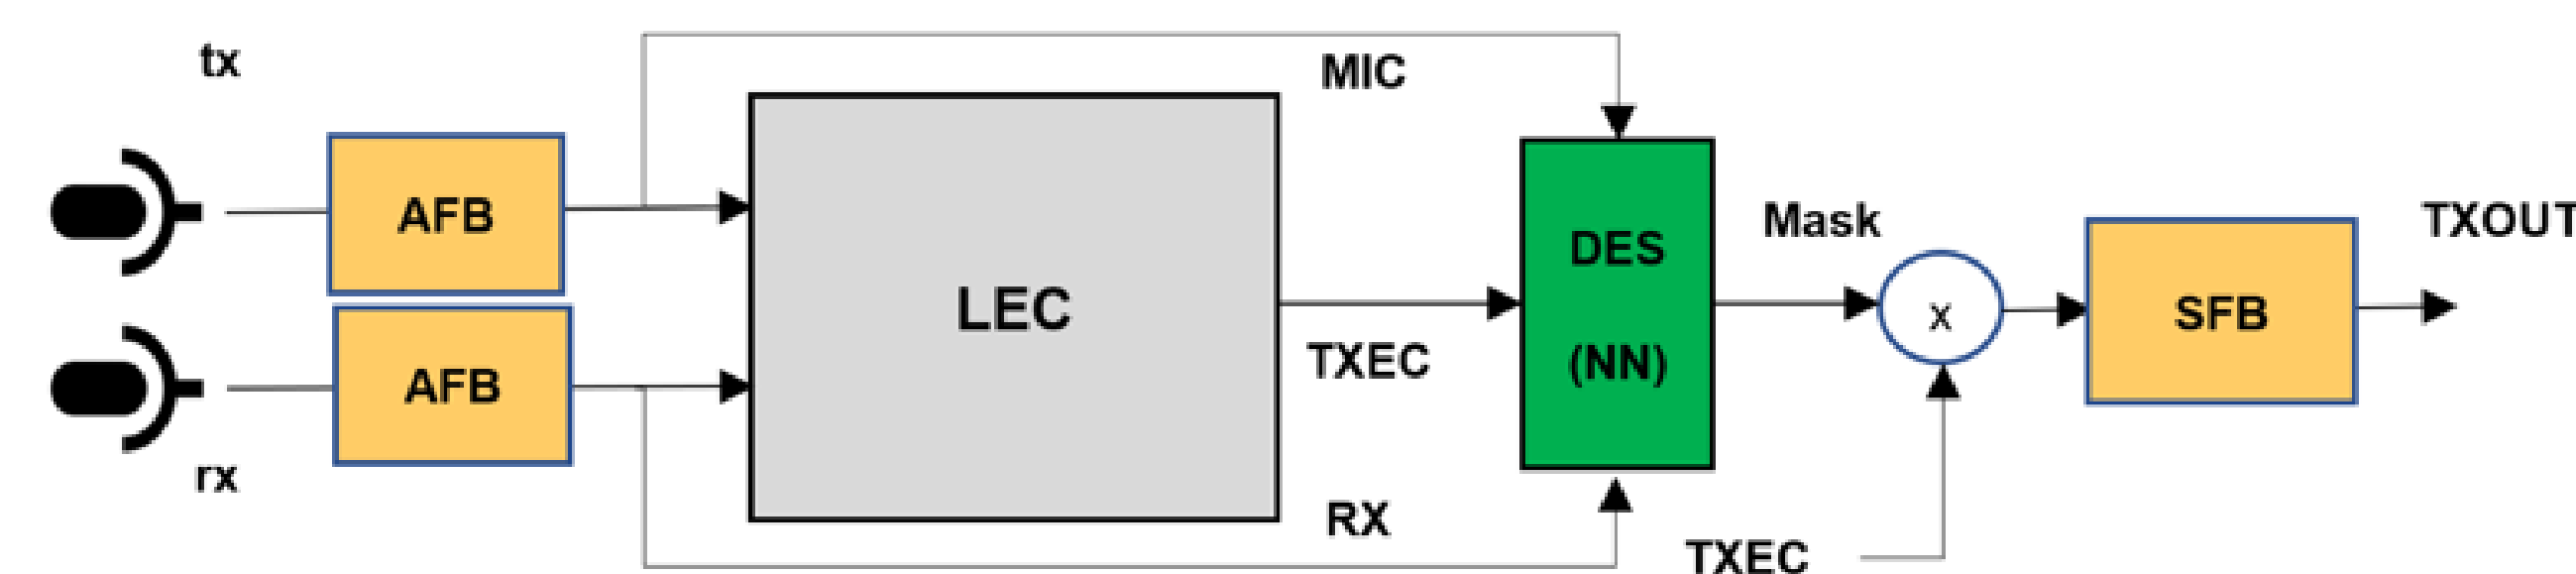 tx
MIC
AFB
LEC
DES
(NN)
Mask
x
SFB
TXOUT
AFB
TXEC
rx
RX
TXEC